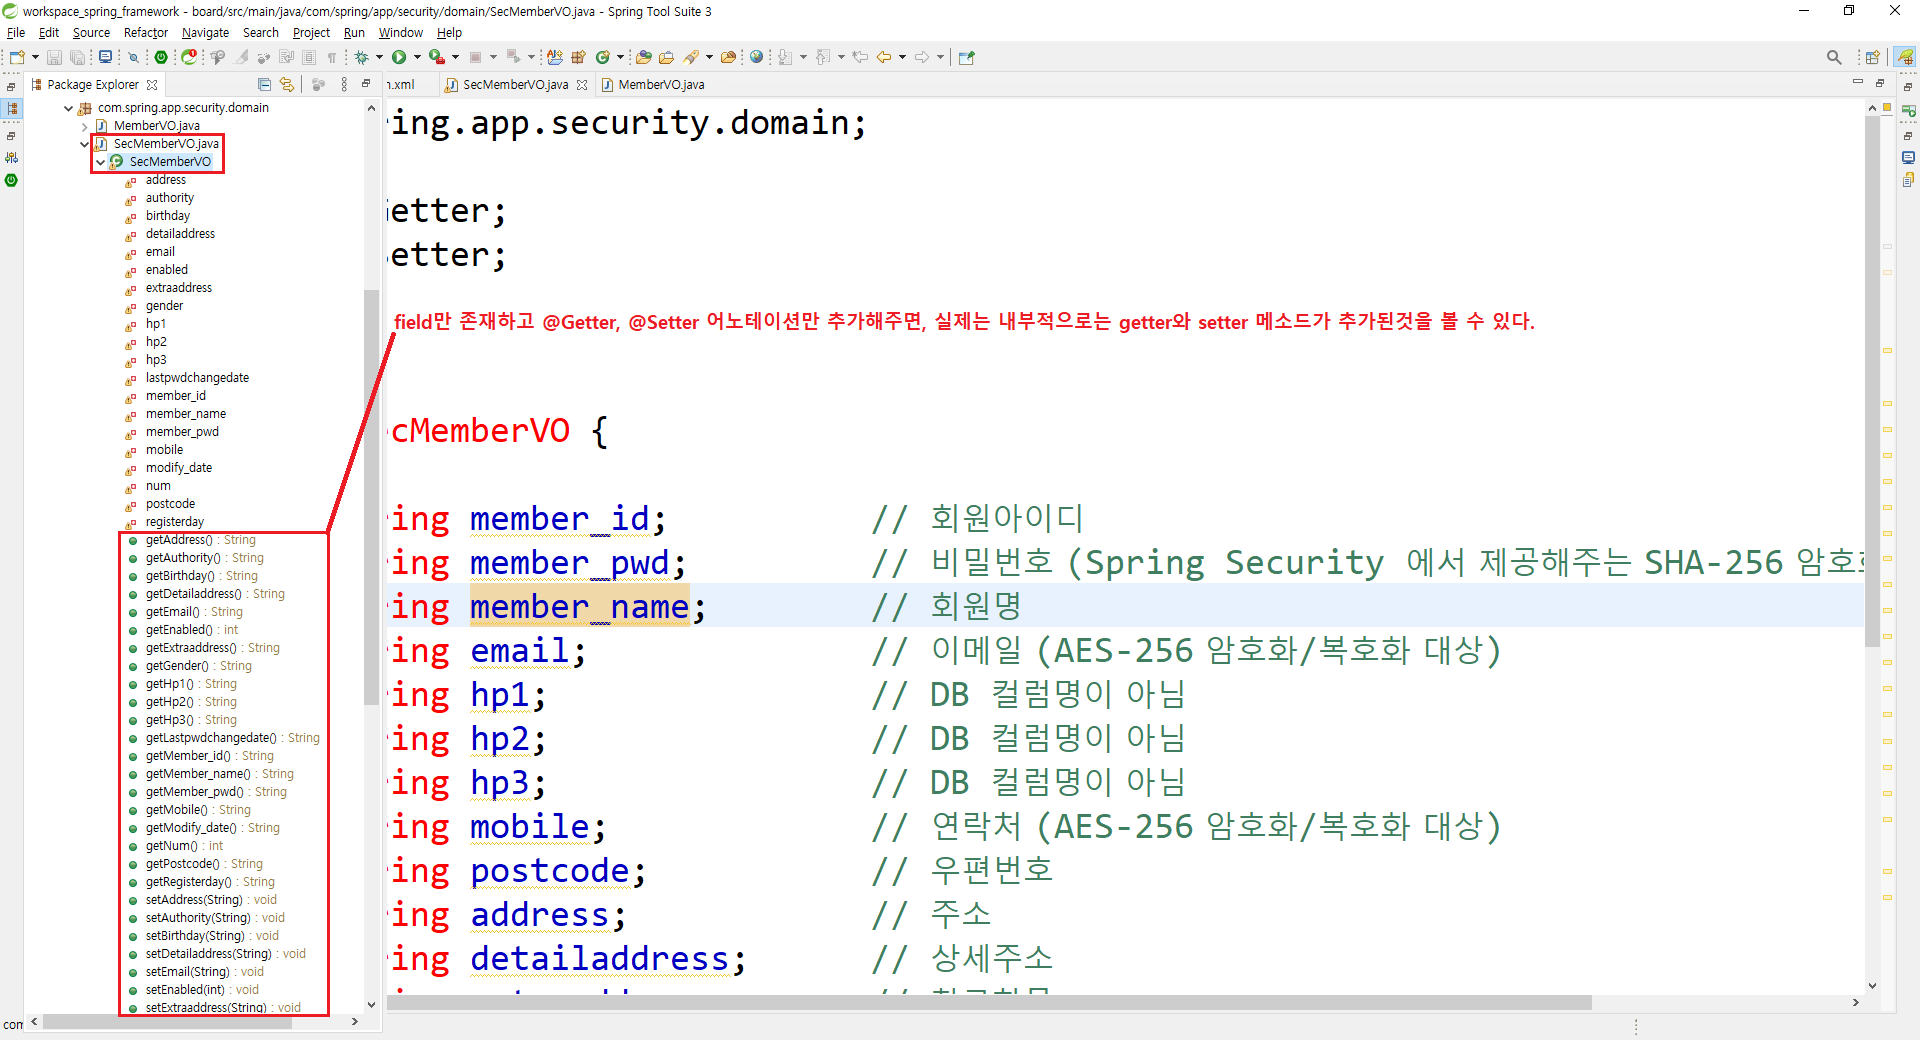 workspace_spring_framework - board/src/main/java/com/spring/app/security/domain/SecMemberVO.java - Spring Tool Suite 3
File Edit Source Refactor Navigate Search Project Run Window Help
Package Explorer
com.spring.app.security.domain
MemberVO.java
SecMemberVO.java
SecMemberVO
address
authority
birthday
detailaddress
email
enabled
extraaddress
gender
hp1
hp2
hp3
lastpwdchangedate
member_id
member_name
member_pwd
mobile
modify_date
num
postcode
registerday
getAddress() : String
getAuthority() : String
getBirthday() : String
getDetailaddress() : String
getEmail() : String
getEnabled() : int
getExtraaddress() : String
getGender() : String
getHp1() : String
getHp2() : String
getHp3() : String
getLastpwdchangedate() : String
getMember_id() : String
getMember_name() : String
getMember_pwd() : String
getMobile() : String
getModify_date() : String
getNum() : int
getPostcode() : String
getRegisterday() : String
setAddress(String) : void
setAuthority(String) : void
setBirthday(String) : void
setDetailaddress(String) : void
setEmail(String) : void
setEnabled(int) : void
setExtraaddress(String) : void
com
n.xml SecMemberVO.java MemberVO.java
ing.app.security.domain;
Getter;
Setter;
field만 존재하고 @Getter, @Setter 어노테이션만 추가해주면, 실제는 내부적으로는 getter와 setter 메소드가 추가된것을 볼 수 있다.
cMemberVO {
ing member_id; // 회원아이디
ing member_pwd; // 비밀번호 (Spring Security 에서 제공해주는 SHA-256 암호화
ing member_name; // 회원명
ing email; // 이메일 (AES-256 암호화/복호화 대상)
ing hp1; // DB 컬럼명이 아님
ing hp2; // DB 컬럼명이 아님
ing hp3; // DB 컬럼명이 아님
ing mobile; // 연락처 (AES-256 암호화/복호화 대상)
ing postcode; // 우편번호
ing address; // 주소
ing detailaddress; // 상세주소